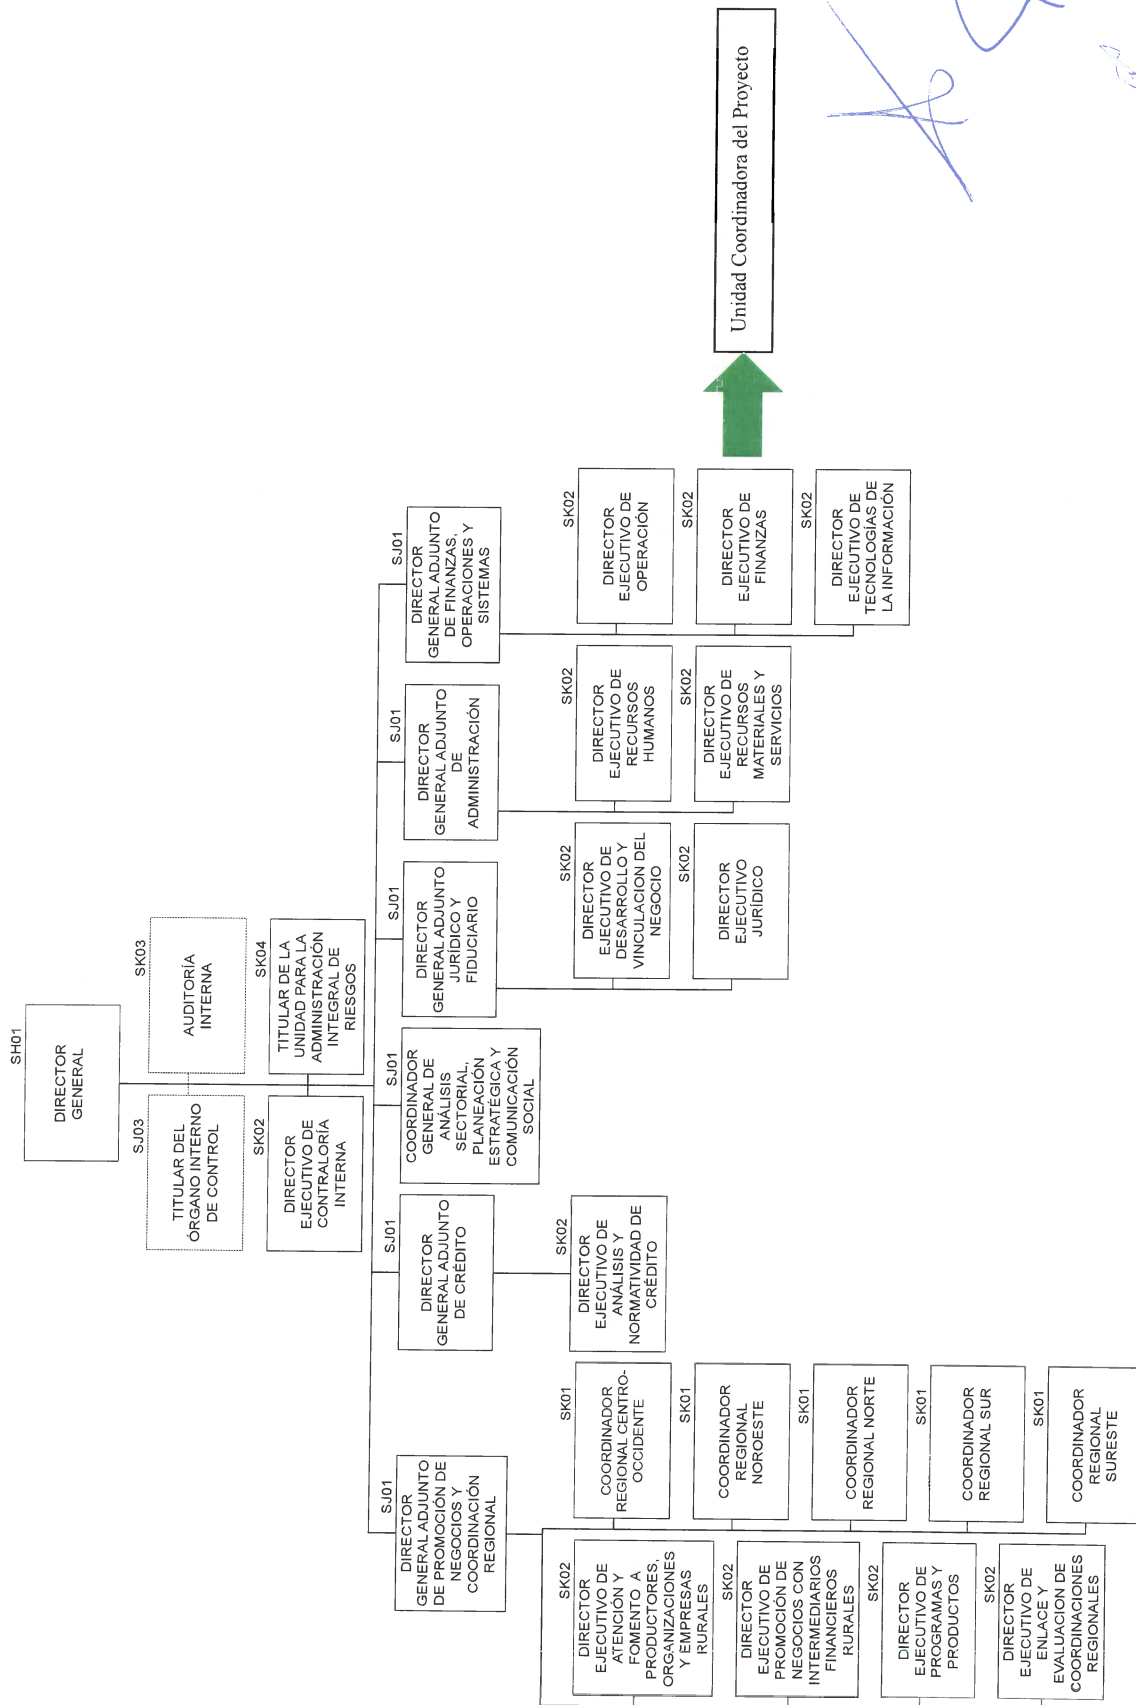 SH01
DIRECTOR
GENERAL
SJ03
TITULAR DEL
ÓRGANO INTERNO
DE CONTROL
SK03
AUDITORÍA
INTERNA
SK02
DIRECTOR
EJECUTIVO DE
CONTRALORÍA
INTERNA
SK04
TITULAR DE LA
UNIDAD PARA LA
ADMINISTRACIÓN
INTEGRAL DE
RIESGOS
SJ01
DIRECTOR
GENERAL ADJUNTO
DE PROMOCIÓN DE
NEGOCIOS Y
COORDINACIÓN
REGIONAL
SJ01
DIRECTOR
GENERAL ADJUNTO
DE CRÉDITO
SJ01
COORDINADOR
GENERAL DE
ANÁLISIS
SECTORIAL,
PLANEACIÓN
ESTRATÉGICA Y
COMUNICACIÓN
SOCIAL
SJ01
DIRECTOR
GENERAL ADJUNTO
JURÍDICO Y
FIDUCIARIO
SJ01
DIRECTOR
GENERAL ADJUNTO
DE
ADMINISTRACIÓN
SJ01
DIRECTOR
GENERAL ADJUNTO
DE FINANZAS,
OPERACIONES Y
SISTEMAS
SK02
DIRECTOR
EJECUTIVO DE
ATENCIÓN Y
FOMENTO A
PRODUCTORES,
ORGANIZACIONES
Y EMPRESAS
RURALES
SK02
DIRECTOR
EJECUTIVO DE
PROMOCIÓN DE
NEGOCIOS CON
INTERMEDIARIOS
FINANCIEROS
RURALES
SK02
DIRECTOR
EJECUTIVO DE
PROGRAMAS Y
PRODUCTOS
SK02
DIRECTOR
EJECUTIVO DE
ENLACE Y
EVALUACION DE
COORDINACIONES
REGIONALES
SK01
COORDINADOR
REGIONAL CENTRO-
OCCIDENTE
SK01
COORDINADOR
REGIONAL
NOROESTE
SK01
COORDINADOR
REGIONAL NORTE
SK01
COORDINADOR
REGIONAL SUR
SK01
COORDINADOR
REGIONAL
SURESTE
SK02
DIRECTOR
EJECUTIVO DE
ANÁLISIS Y
NORMATIVIDAD DE
CRÉDITO
SK02
DIRECTOR
EJECUTIVO DE
DESARROLLO Y
VINCULACION DEL
NEGOCIO
SK02
DIRECTOR
EJECUTIVO
JURÍDICO
SK02
DIRECTOR
EJECUTIVO DE
RECURSOS
HUMANOS
SK02
DIRECTOR
EJECUTIVO DE
RECURSOS
MATERIALES Y
SERVICIOS
SK02
DIRECTOR
EJECUTIVO DE
OPERACIÓN
SK02
DIRECTOR
EJECUTIVO DE
FINANZAS
SK02
DIRECTOR
EJECUTIVO DE
TECNOLOGÍAS DE
LA INFORMACIÓN
Unidad Coordinadora del Proyecto